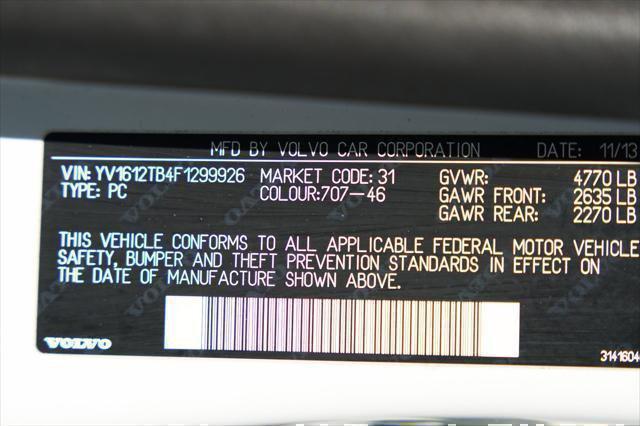 MFD BY VOLVO CAR CORPORATION DATE: 11/13
VIN: YV1612TB4F1299926 MARKET CODE: 31 GVWR: 4770 LB
TYPE: PC COLOUR:707-46 GAWR FRONT: 2635 LB
GAWR REAR: 2270 LB
THIS VEHICLE CONFORMS TO ALL APPLICABLE FEDERAL MOTOR VEHICLE
SAFETY, BUMPER AND THEFT PREVENTION STANDARDS IN EFFECT ON
THE DATE OF MANUFACTURE SHOWN ABOVE.
VOLVO
3141604